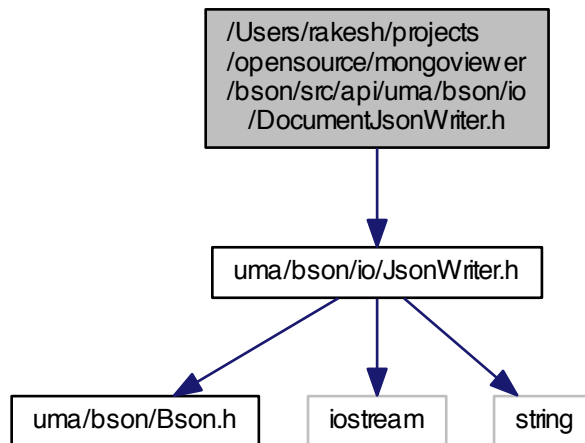 /Users/rakesh/projects
/opensource/mongoviewer
/bson/src/api/uma/bson/io
/DocumentJsonWriter.h
uma/bson/io/JsonWriter.h
uma/bson/Bson.h
iostream
string